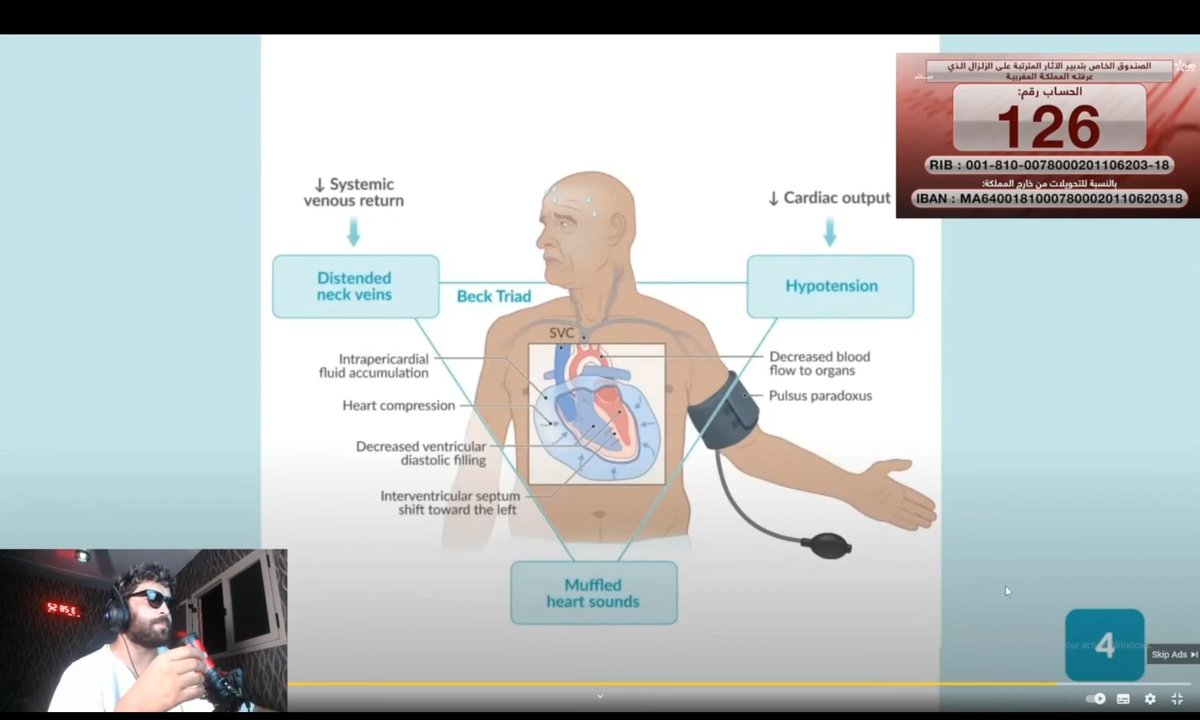 الصندوق الخاص بتدبير الآثار المترتبة على الزلزال الذي
عرفته المملكة المغربية
الحساب رقم:
126
RIB : 001-810-0078000201106203-18
بالنسبة للتحويلات من خارج المملكة:
IBAN : MA64001810007800020110620318
↓ Systemic
venous return
↓ Cardiac output
Distended
neck veins
Beck Triad
Hypotension
SVC
Intrapericardial
fluid accumulation
Heart compression
Decreased ventricular
diastolic filling
Interventricular septum
shift toward the left
Decreased blood
flow to organs
Pulsus paradoxus
Muffled
heart sounds
4
Skip Ads